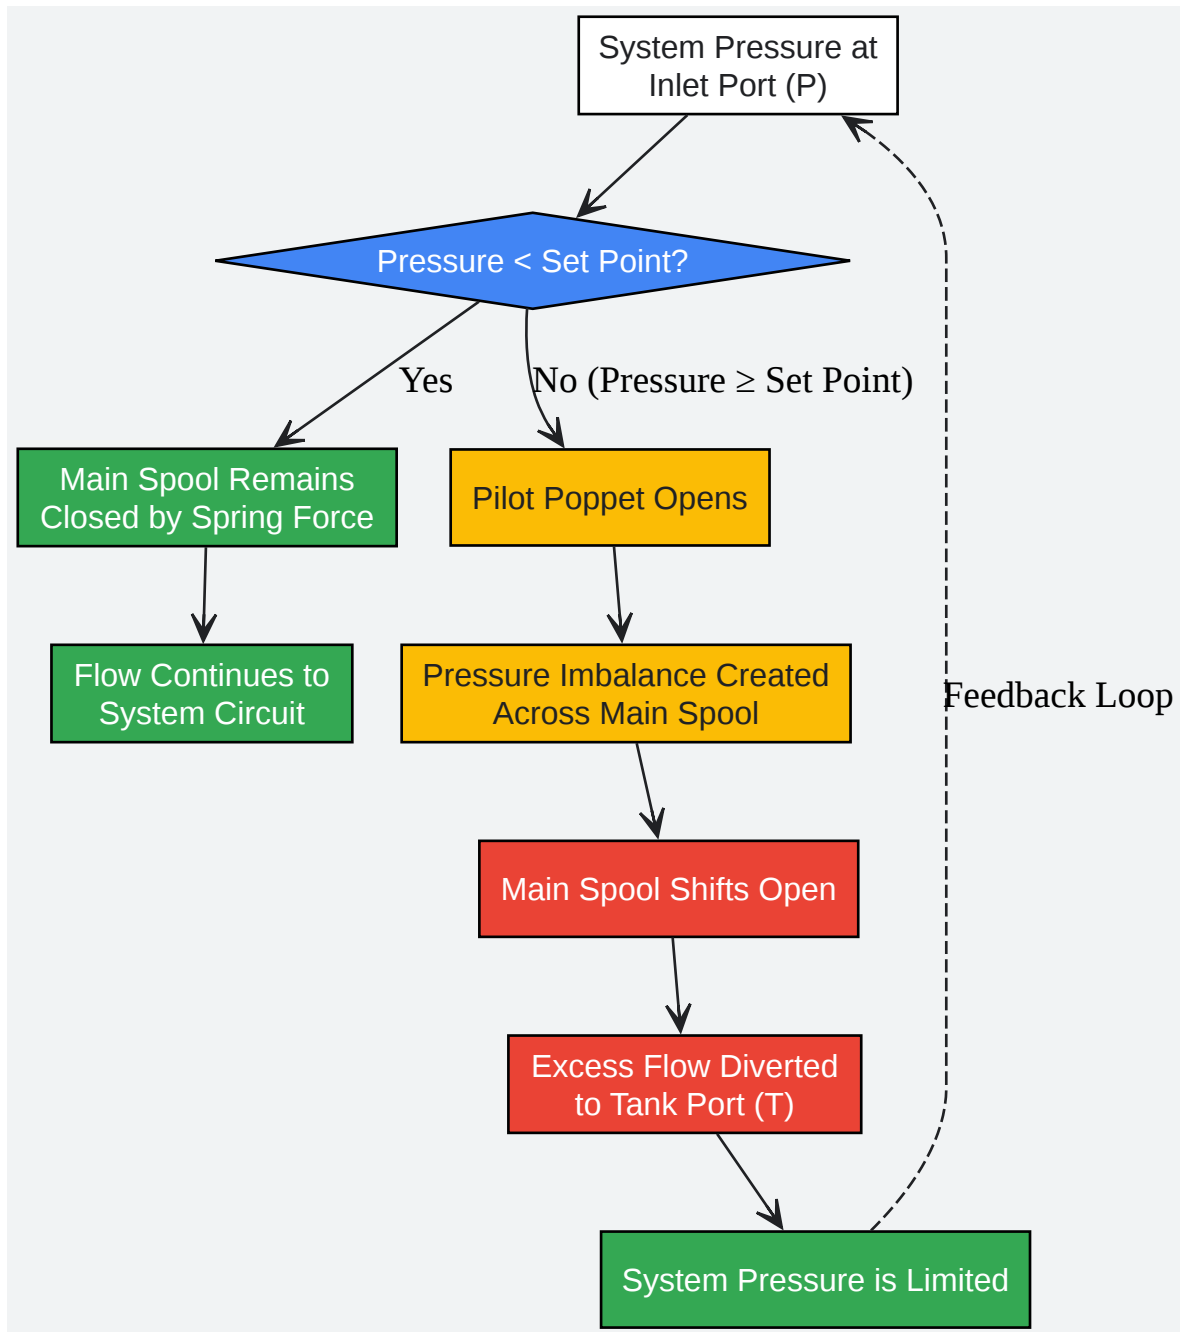 System Pressure at
Inlet Port (P)
Pressure < Set Point?
Yes
No (Pressure ≥ Set Point)
Main Spool Remains
Closed by Spring Force
Pilot Poppet Opens
Flow Continues to
System Circuit
Pressure Imbalance Created
Across Main Spool
Feedback Loop
Main Spool Shifts Open
Excess Flow Diverted
to Tank Port (T)
System Pressure is Limited